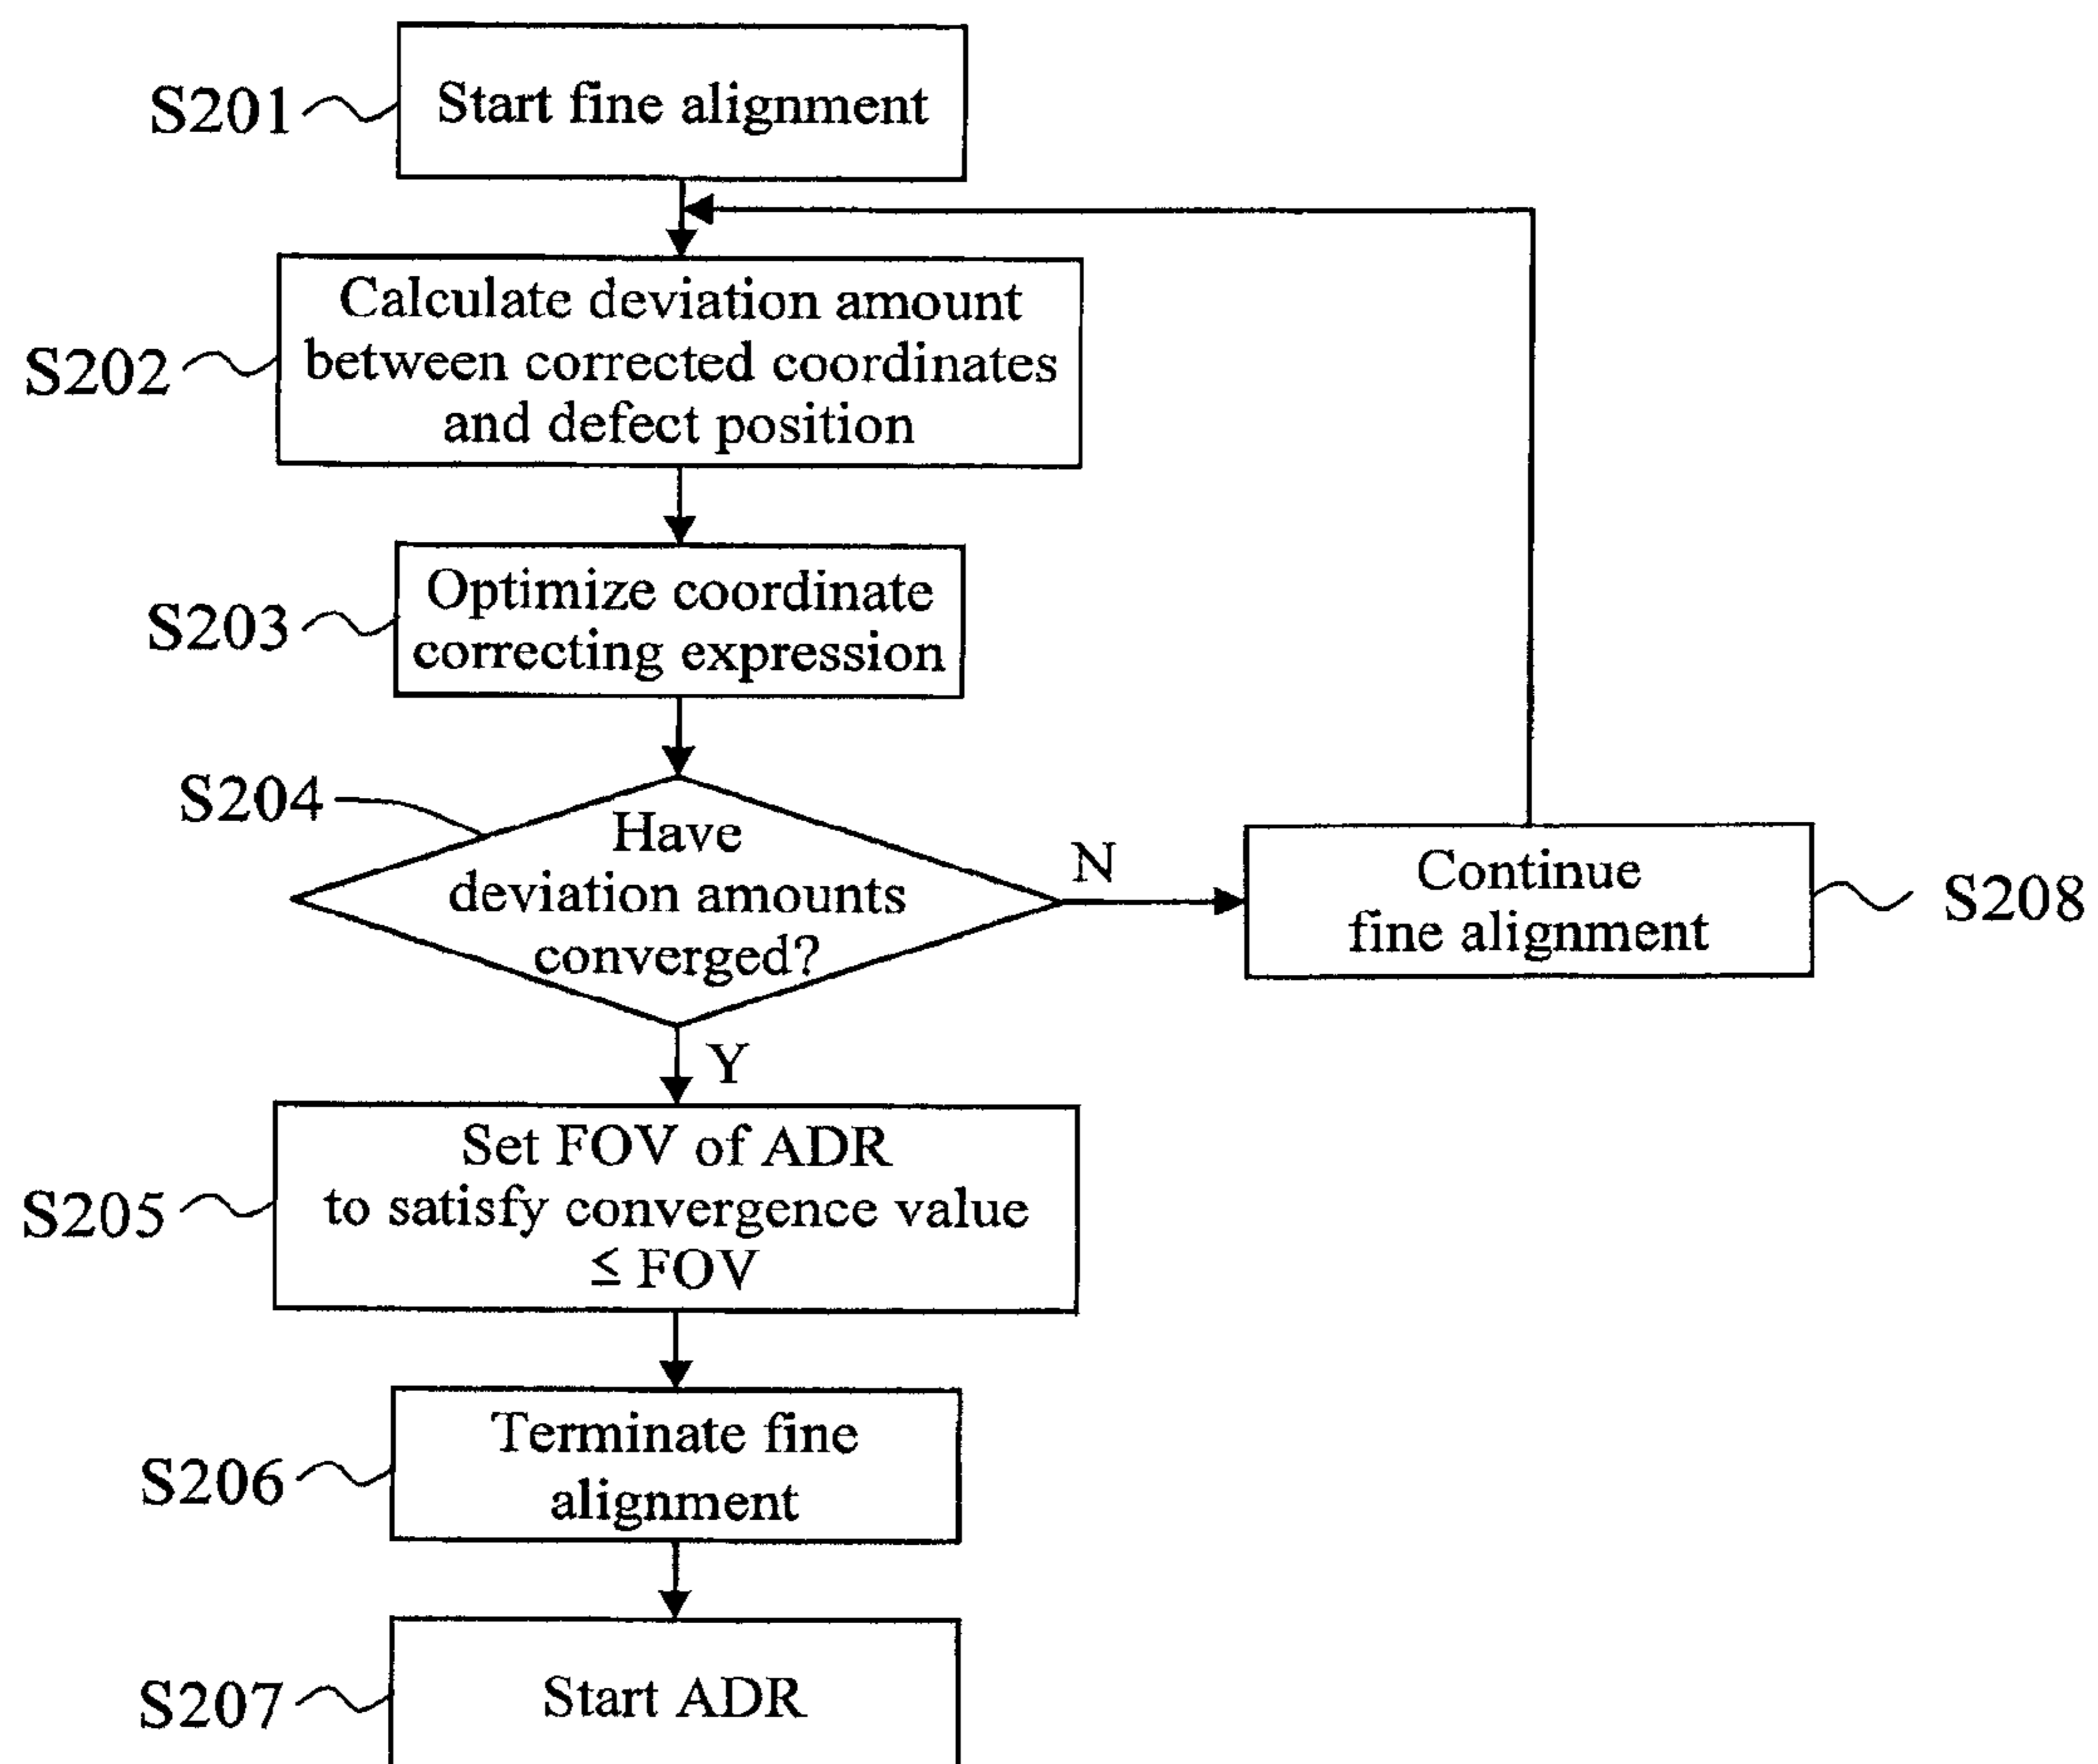 S201
Start fine alignment
S202
Calculate deviation amount
between corrected coordinates
and defect position
S203
Optimize coordinate
correcting expression
S204
Have
deviation amounts
converged?
N
Continue
fine alignment
S208
Y
S205
Set FOV of ADR
to satisfy convergence value
≤ FOV
S206
Terminate fine
alignment
S207
Start ADR